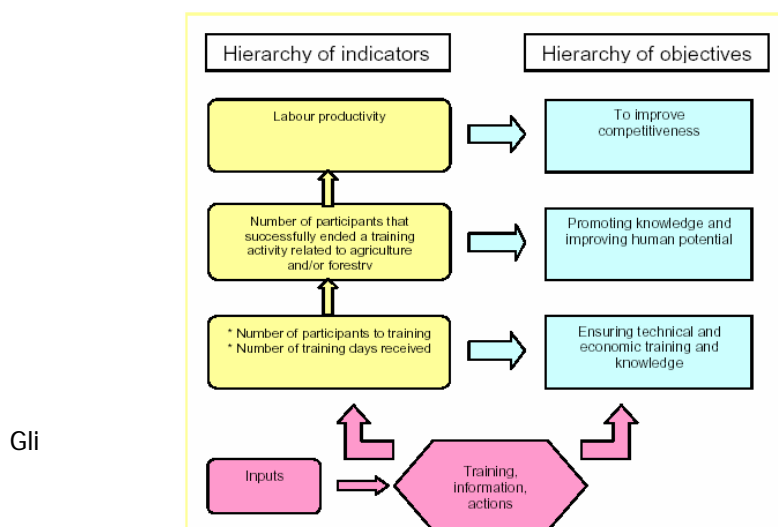 Hierarchy of indicators
Hierarchy of objectives
Labour productivity
To improve
competitiveness
Number of participants that
successfully ended a training
activity related to agriculture
and/or forestry
Promoting knowledge and
improving human potential
* Number of participants to training
* Number of training days received
Ensuring technical and
economic training and
knowledge
Gli
Inputs
Training,
information,
actions